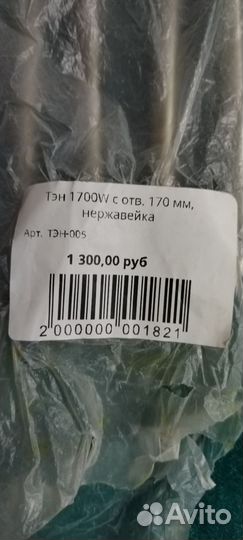 Тэн 1700W с отв. 170 мм,
нержавейка
Арт. ТЭН-005
1 300,00 руб
2 000000 001821
Avito